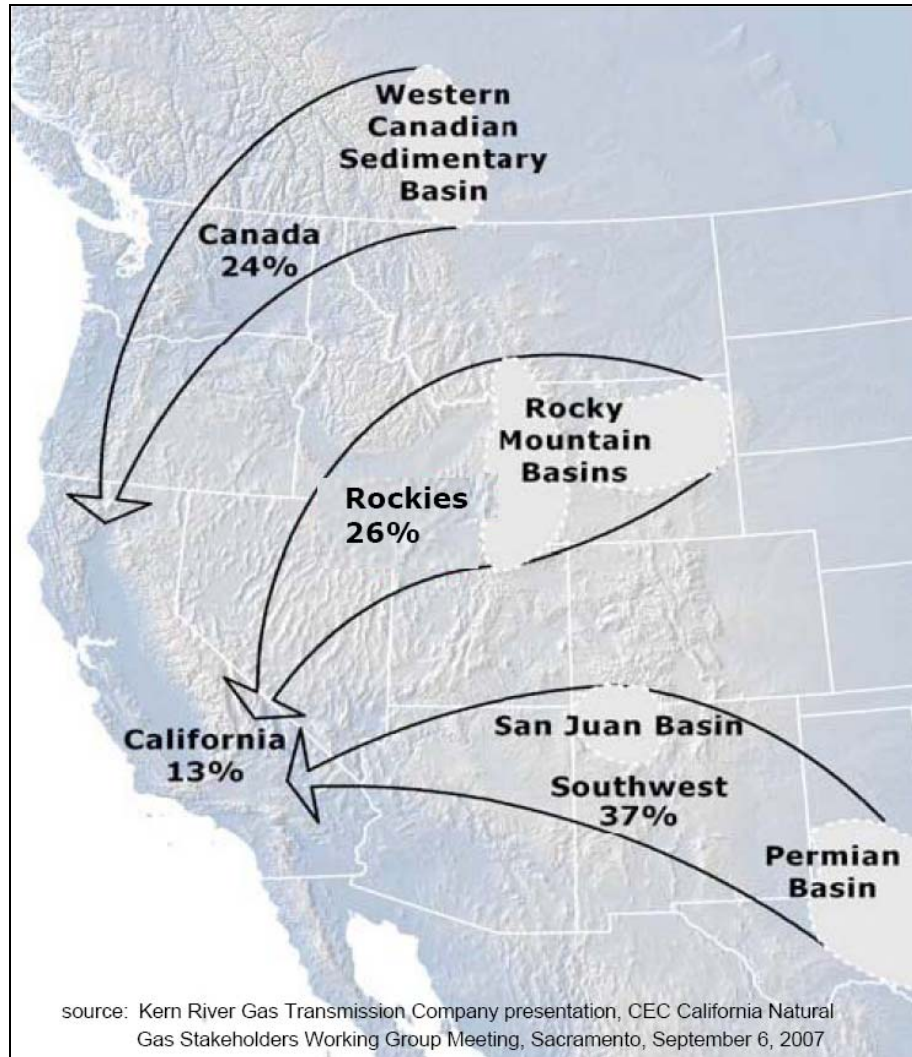 Western
Canadian
Sedimentary
Basin
Canada
24%
Rocky
Mountain
Basins
Rockies
26%
San Juan Basin
California
13%
Southwest
37%
Permian
Basin
source: Kern River Gas Transmission Company presentation, CEC California Natural
Gas Stakeholders Working Group Meeting, Sacramento, September 6, 2007